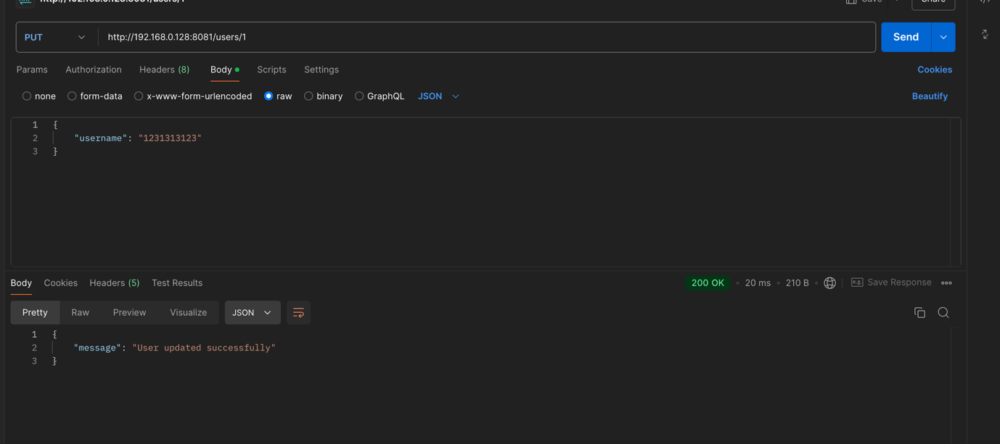 http://192.168.0.128:8081/users/1 Save Share
PUT http://192.168.0.128:8081/users/1 Send
Params Authorization Headers (8) Body Scripts Settings Cookies
none form-data x-www-form-urlencoded raw binary GraphQL JSON Beautify
1 {
2 "username": "1231313123"
3 }
Body Cookies Headers (5) Test Results 200 OK • 20 ms • 210 B • e.g. Save Response
Pretty Raw Preview Visualize JSON
1 {
2 "message": "User updated successfully"
3 }